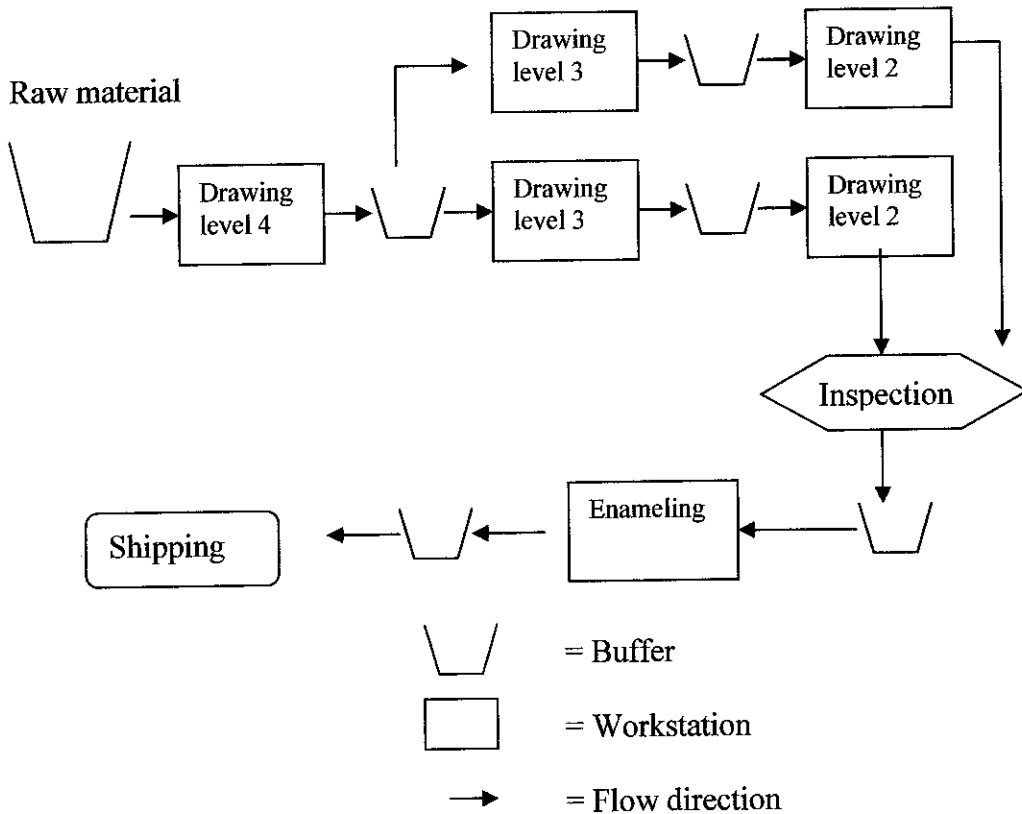 Drawing
level 3
Drawing
level 2
Raw material
Drawing
level 4
Drawing
level 3
Drawing
level 2
Inspection
Enameling
Shipping
= Buffer
= Workstation
= Flow direction